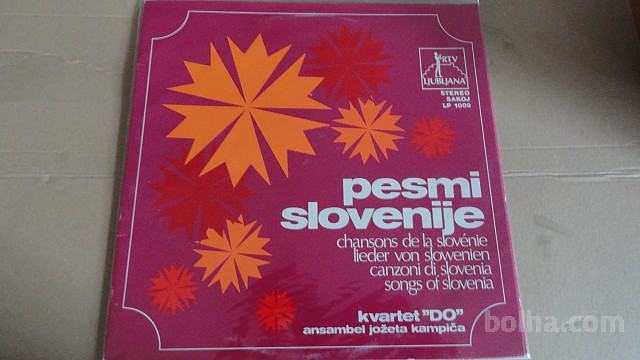 RTV
LJUBLJANA
STEREO
SAKOJ
LP 1009
pesmi
slovenije
chansons de la slovénie
lieder von slowenien
canzoni di slovenia
songs of slovenia
kvartet "DO"
ansambel jožeta kampiča
bolha.com